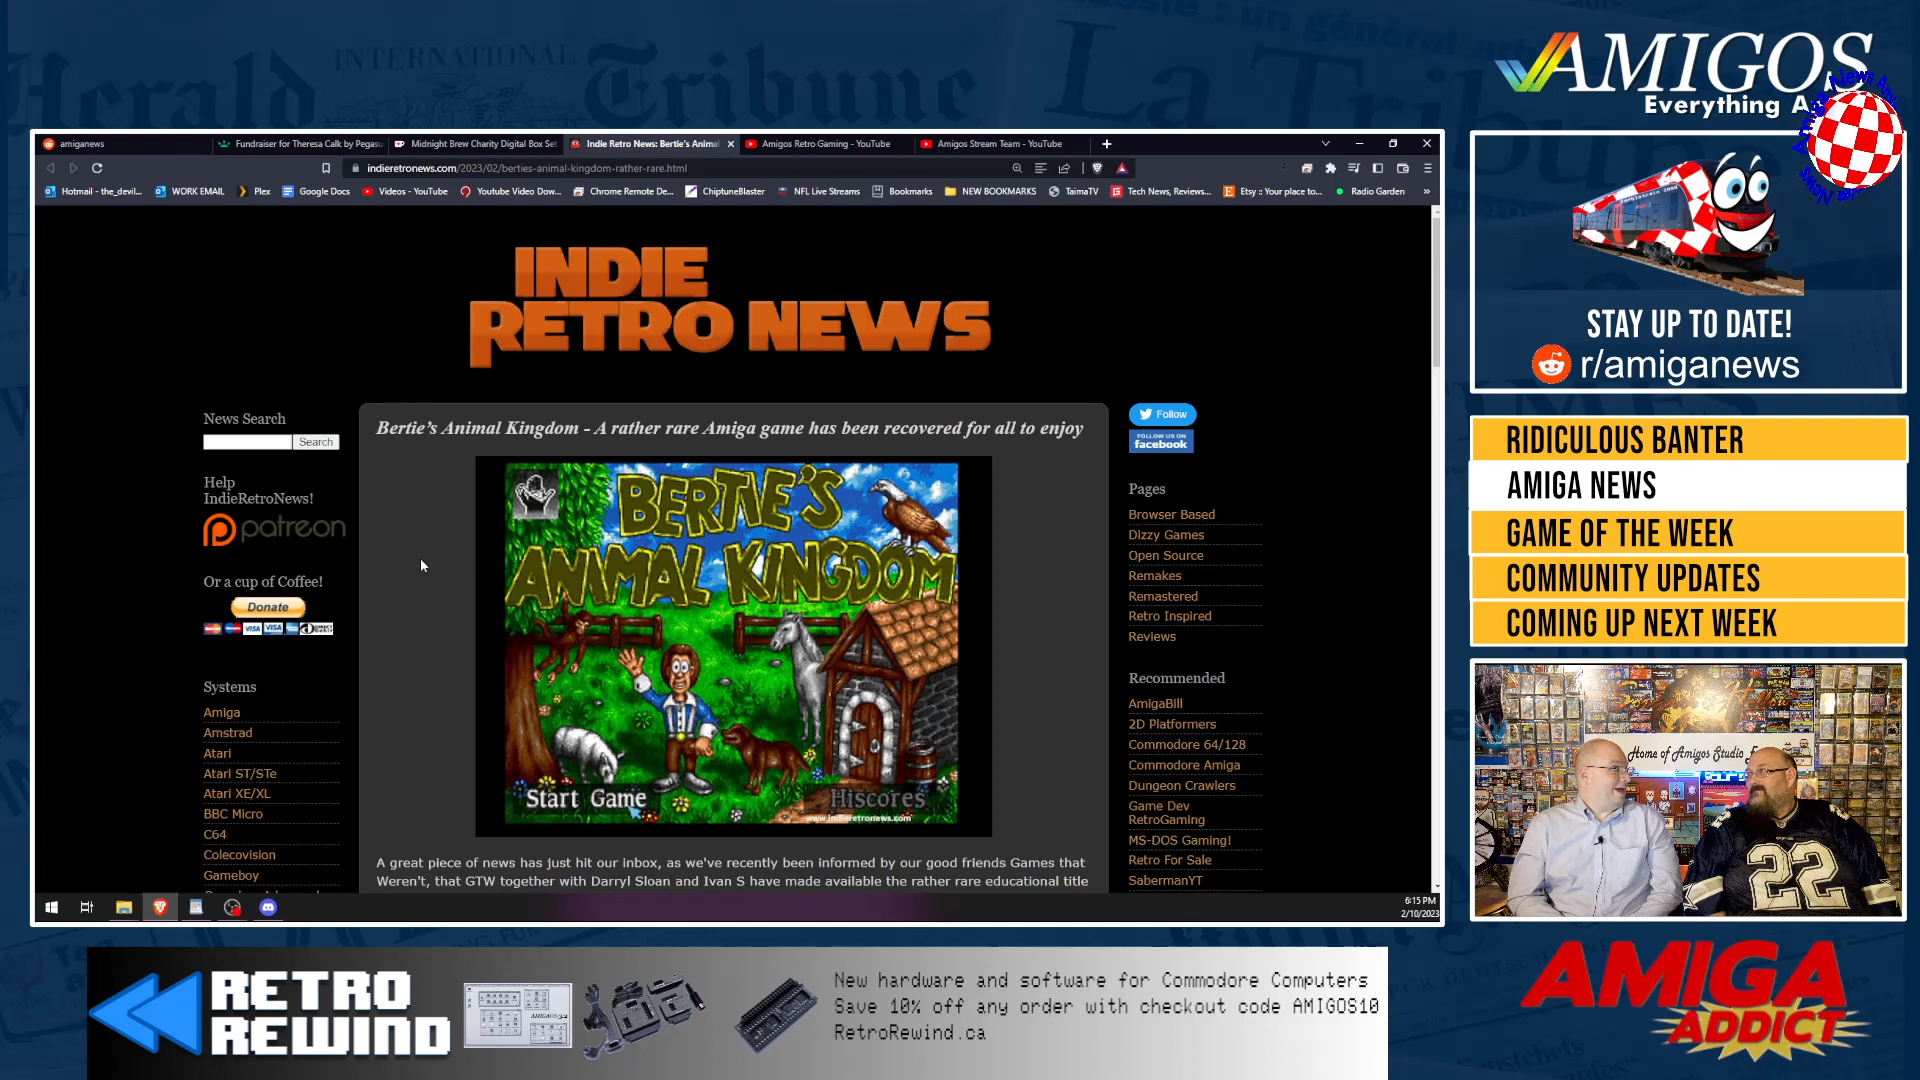 Herald
INTERNATIONAL
Tribune
AMIGOS
Everything A
Amiga News
amiganews
Fundraiser for Theresa Calk by Pegasu
Midnight Brew Charity Digital Box Set
Indie Retro News: Bertie's Animal
Amigos Retro Gaming - YouTube
Amigos Stream Team - YouTube
indieretronews.com/2023/02/berties-animal-kingdom-rather-rare.html
Hotmail - the_devil...
WORK EMAIL
Plex
Google Docs
Videos - YouTube
Youtube Video Dow...
Chrome Remote De...
ChiptuneBlaster
NFL Live Streams
Bookmarks
NEW BOOKMARKS
TaimaTV
Tech News, Reviews...
Etsy :: Your place to...
Radio Garden
INDIE
RETRO NEWS
News Search
Search
Help
IndieRetroNews!
patreon
Or a cup of Coffee!
Donate
Systems
Amiga
Amstrad
Atari
Atari ST/STe
Atari XE/XL
BBC Micro
C64
Colecovision
Gameboy
Bertie's Animal Kingdom - A rather rare Amiga game has been recovered for all to enjoy
BERTIE'S
ANIMAL KINGDOM
Start Game
Hiscores
www.indieretronews.com
A great piece of news has just hit our inbox, as we've recently been informed by our good friends Games that
Weren't, that GTW together with Darryl Sloan and Ivan S have made available the rather rare educational title
Follow
FOLLOW US ON
facebook
Pages
Browser Based
Dizzy Games
Open Source
Remakes
Remastered
Retro Inspired
Reviews
Recommended
AmigaBill
2D Platformers
Commodore 64/128
Commodore Amiga
Dungeon Crawlers
Game Dev
RetroGaming
MS-DOS Gaming!
Retro For Sale
SabermanYT
6:15 PM
2/10/2023
STAY UP TO DATE!
r/amiganews
RIDICULOUS BANTER
AMIGA NEWS
GAME OF THE WEEK
COMMUNITY UPDATES
COMING UP NEXT WEEK
Home of Amigos Studio
22
RETRO
REWIND
AMIGAOS 3.2
New hardware and software for Commodore Computers
Save 10% off any order with checkout code AMIGOS10
RetroRewind.ca
AMIGA
ADDICT